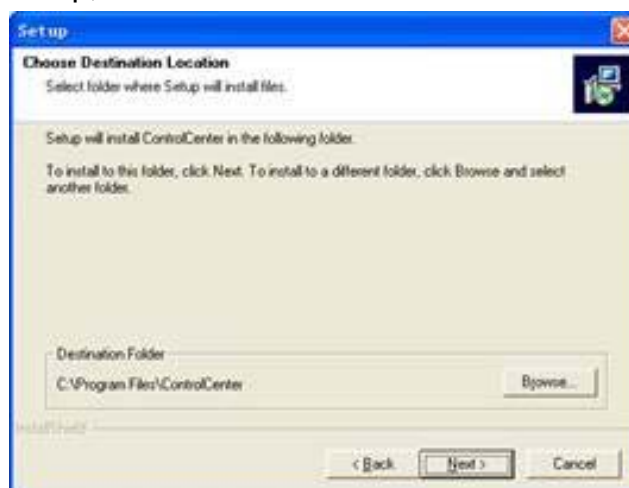 Setup
Choose Destination Location
Select folder where Setup will install files.
Setup will install ControlCenter in the following folder.
To install to this folder, click Next. To install to a different folder, click Browse and select
another folder.
Destination Folder
C:\Program Files\ControlCenter
Browse...
InstallShield
< Back
Next >
Cancel